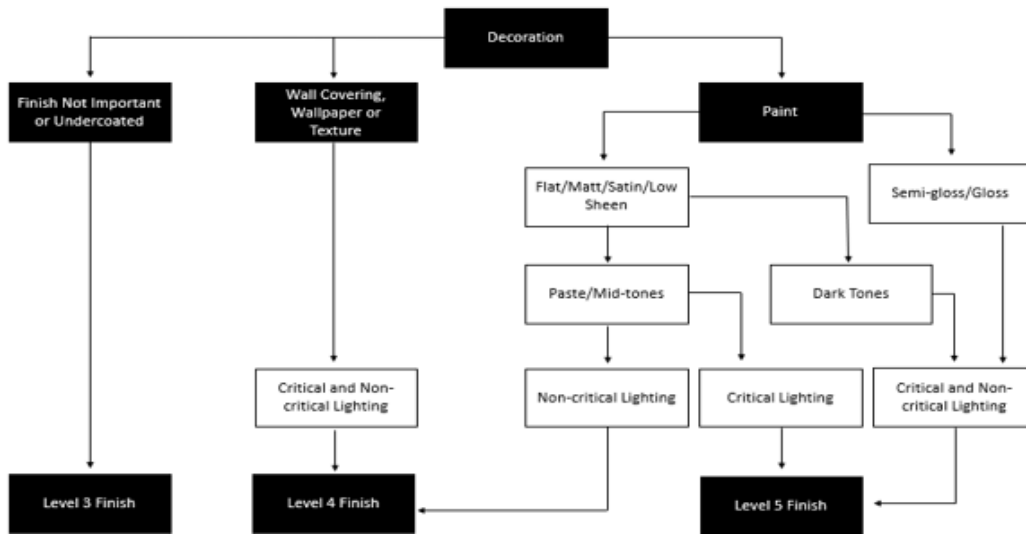 Decoration
Finish Not Important
or Undercoated
Wall Covering,
Wallpaper or
Texture
Paint
Flat/Matt/Satin/Low
Sheen
Semi-gloss/Gloss
Paste/Mid-tones
Dark Tones
Critical and Non-
critical Lighting
Non-critical Lighting
Critical Lighting
Critical and Non-
critical Lighting
Level 3 Finish
Level 4 Finish
Level 5 Finish